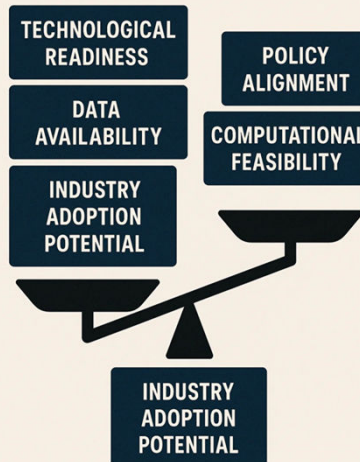 TECHNOLOGICAL
READINESS
DATA
AVAILABILITY
INDUSTRY
ADOPTION
POTENTIAL
POLICY
ALIGNMENT
COMPUTATIONAL
FEASIBILITY
INDUSTRY
ADOPTION
POTENTIAL